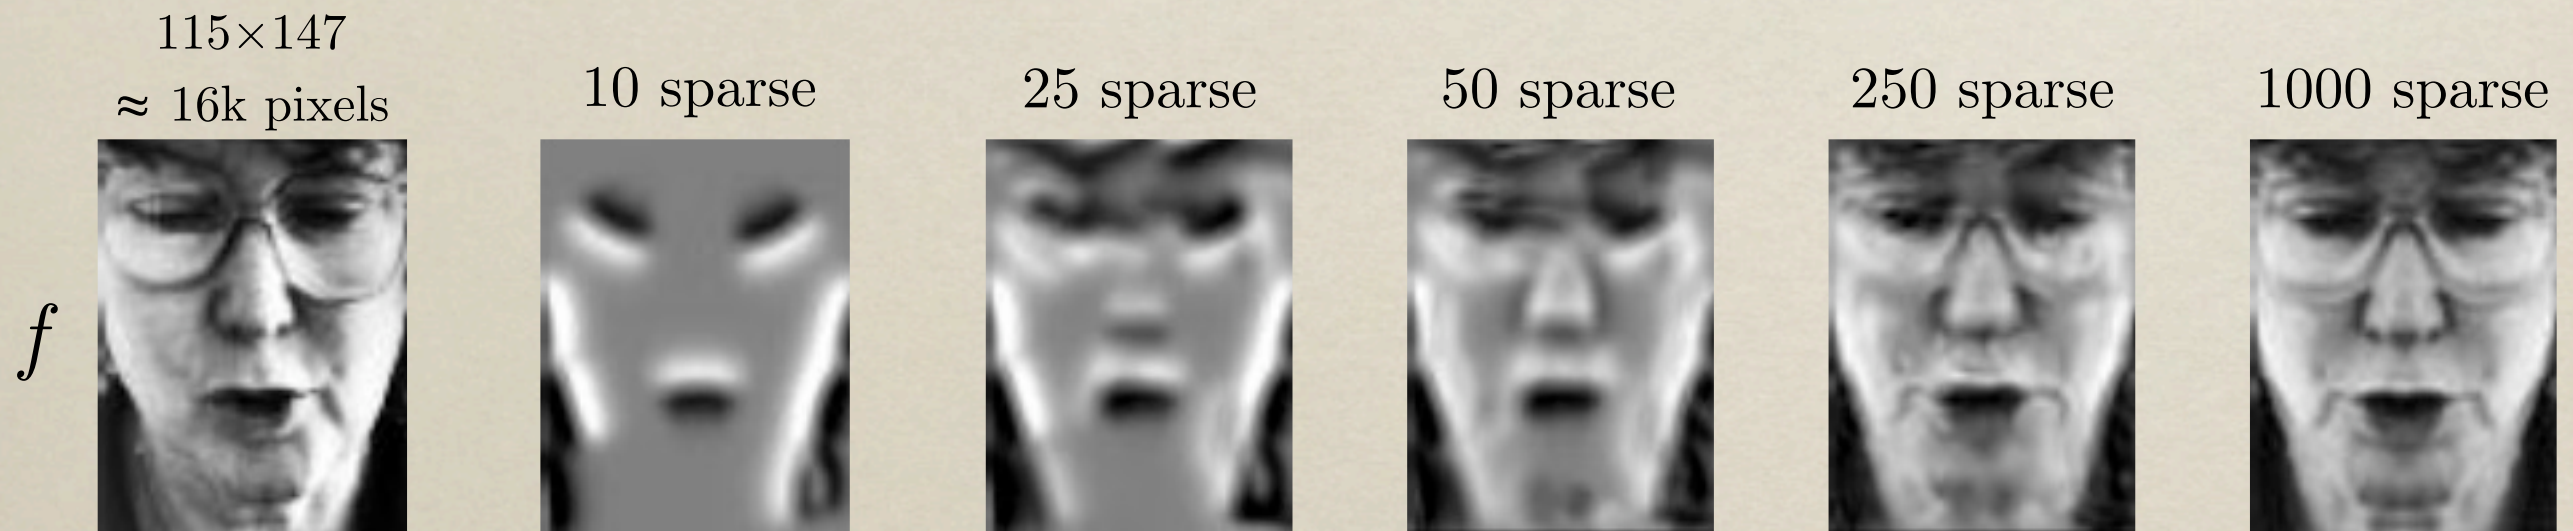 115×147
≈ 16k pixels
10 sparse
25 sparse
50 sparse
250 sparse
1000 sparse
f